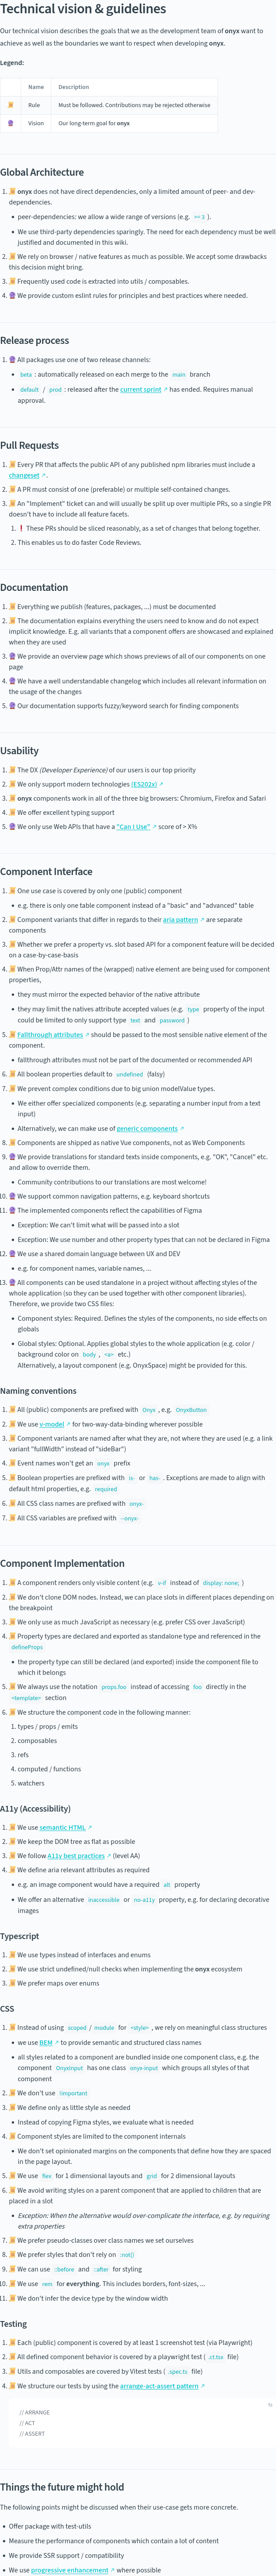 Technical vision & guidelines
Our technical vision describes the goals that we as the development team of onyx want to
achieve as well as the boundaries we want to respect when developing onyx.
Legend:
Name Description
📜 Rule Must be followed. Contributions may be rejected otherwise
🔮 Vision Our long-term goal for onyx
Global Architecture
1. 📜 onyx does not have direct dependencies, only a limited amount of peer- and dev-
dependencies.
• peer-dependencies: we allow a wide range of versions (e.g. >= 3 ).
• We use third-party dependencies sparingly. The need for each dependency must be well
justified and documented in this wiki.
2. 📜 We rely on browser / native features as much as possible. We accept some drawbacks
this decision might bring.
3. 📜 Frequently used code is extracted into utils / composables.
4. 🔮 We provide custom eslint rules for principles and best practices where needed.
Release process
1. 🔮 All packages use one of two release channels:
• beta : automatically released on each merge to the main branch
• default / prod : released after the current sprint ↗ has ended. Requires manual
approval.
Pull Requests
1. 📜 Every PR that affects the public API of any published npm libraries must include a
changeset ↗ .
2. 📜 A PR must consist of one (preferable) or multiple self-contained changes.
3. 📜 An "Implement" ticket can and will usually be split up over multiple PRs, so a single PR
doesn't have to include all feature facets.
1. ❗ These PRs should be sliced reasonably, as a set of changes that belong together.
2. This enables us to do faster Code Reviews.
Documentation
1. 📜 Everything we publish (features, packages, ...) must be documented
2. 📜 The documentation explains everything the users need to know and do not expect
implicit knowledge. E.g. all variants that a component offers are showcased and explained
when they are used
3. 🔮 We provide an overview page which shows previews of all of our components on one
page
4. 🔮 We have a well understandable changelog which includes all relevant information on
the usage of the changes
5. 🔮 Our documentation supports fuzzy/keyword search for finding components
Usability
1. 📜 The DX (Developer Experience) of our users is our top priority
2. 📜 We only support modern technologies (ES202x) ↗
3. 📜 onyx components work in all of the three big browsers: Chromium, Firefox and Safari
4. 📜 We offer excellent typing support
5. 🔮 We only use Web APIs that have a "Can I Use" ↗ score of > X%
Component Interface
1. 📜 One use case is covered by only one (public) component
• e.g. there is only one table component instead of a "basic" and "advanced" table
2. 📜 Component variants that differ in regards to their aria pattern ↗ are separate
components
3. 📜 Whether we prefer a property vs. slot based API for a component feature will be decided
on a case-by-case basis
4. 📜 When Prop/Attr names of the (wrapped) native element are being used for component
properties,
• they must mirror the expected behavior of the native attribute
• they may limit the natives attribute accepted values (e.g. type property of the input
could be limited to only support type text and password )
5. 📜 Fallthrough attributes ↗ should be passed to the most sensible native element of the
component.
• fallthrough attributes must not be part of the documented or recommended API
6. 📜 All boolean properties default to undefined (falsy)
7. 📜 We prevent complex conditions due to big union modelValue types.
• We either offer specialized components (e.g. separating a number input from a text
input)
• Alternatively, we can make use of generic components ↗
8. 📜 Components are shipped as native Vue components, not as Web Components
9. 🔮 We provide translations for standard texts inside components, e.g. "OK", "Cancel" etc.
and allow to override them.
• Community contributions to our translations are most welcome!
10. 🔮 We support common navigation patterns, e.g. keyboard shortcuts
11. 🔮 The implemented components reflect the capabilities of Figma
• Exception: We can't limit what will be passed into a slot
• Exception: We use number and other property types that can not be declared in Figma
12. 🔮 We use a shared domain language between UX and DEV
• e.g. for component names, variable names, ...
13. 🔮 All components can be used standalone in a project without affecting styles of the
whole application (so they can be used together with other component libraries).
Therefore, we provide two CSS files:
• Component styles: Required. Defines the styles of the components, no side effects on
globals
• Global styles: Optional. Applies global styles to the whole application (e.g. color /
background color on body , <a> etc.)
Alternatively, a layout component (e.g. OnyxSpace) might be provided for this.
Naming conventions
1. 📜 All (public) components are prefixed with Onyx , e.g. OnyxButton
2. 📜 We use v-model ↗ for two-way-data-binding wherever possible
3. 📜 Component variants are named after what they are, not where they are used (e.g. a link
variant "fullWidth" instead of "sideBar")
4. 📜 Event names won't get an onyx prefix
5. 📜 Boolean properties are prefixed with is- or has- . Exceptions are made to align with
default html properties, e.g. required
6. 📜 All CSS class names are prefixed with onyx-
7. 📜 All CSS variables are prefixed with --onyx-
Component Implementation
1. 📜 A component renders only visible content (e.g. v-if instead of display: none; )
2. 📜 We don't clone DOM nodes. Instead, we can place slots in different places depending on
the breakpoint
3. 📜 We only use as much JavaScript as necessary (e.g. prefer CSS over JavaScript)
4. 📜 Property types are declared and exported as standalone type and referenced in the
defineProps
• the property type can still be declared (and exported) inside the component file to
which it belongs
5. 📜 We always use the notation props.foo instead of accessing foo directly in the
<template> section
6. 📜 We structure the component code in the following manner:
1. types / props / emits
2. composables
3. refs
4. computed / functions
5. watchers
A11y (Accessibility)
1. 📜 We use semantic HTML ↗
2. 📜 We keep the DOM tree as flat as possible
3. 📜 We follow A11y best practices ↗ (level AA)
4. 📜 We define aria relevant attributes as required
• e.g. an image component would have a required alt property
• We offer an alternative inaccessible or no-a11y property, e.g. for declaring decorative
images
Typescript
1. 📜 We use types instead of interfaces and enums
2. 📜 We use strict undefined/null checks when implementing the onyx ecosystem
3. 📜 We prefer maps over enums
CSS
1. 📜 Instead of using scoped / module for <style> , we rely on meaningful class structures
• we use BEM ↗ to provide semantic and structured class names
• all styles related to a component are bundled inside one component class, e.g. the
component OnyxInput has one class onyx-input which groups all styles of that
component
2. 📜 We don't use !important
3. 📜 We define only as little style as needed
• Instead of copying Figma styles, we evaluate what is needed
4. 📜 Component styles are limited to the component internals
• We don't set opinionated margins on the components that define how they are spaced
in the page layout.
5. 📜 We use flex for 1 dimensional layouts and grid for 2 dimensional layouts
6. 📜 We avoid writing styles on a parent component that are applied to children that are
placed in a slot
• Exception: When the alternative would over-complicate the interface, e.g. by requiring
extra properties
7. 📜 We prefer pseudo-classes over class names we set ourselves
8. 📜 We prefer styles that don't rely on :not()
9. 📜 We can use ::before and ::after for styling
10. 📜 We use rem for everything. This includes borders, font-sizes, ...
11. 📜 We don't infer the device type by the window width
Testing
1. 📜 Each (public) component is covered by at least 1 screenshot test (via Playwright)
2. 📜 All defined component behavior is covered by a playwright test ( .ct.tsx file)
3. 📜 Utils and composables are covered by Vitest tests ( .spec.ts file)
4. 📜 We structure our tests by using the arrange-act-assert pattern ↗
ts
// ARRANGE
// ACT
// ASSERT
Things the future might hold
The following points might be discussed when their use-case gets more concrete.
• Offer package with test-utils
• Measure the performance of components which contain a lot of content
• We provide SSR support / compatibility
• We use progressive enhancement ↗ where possible